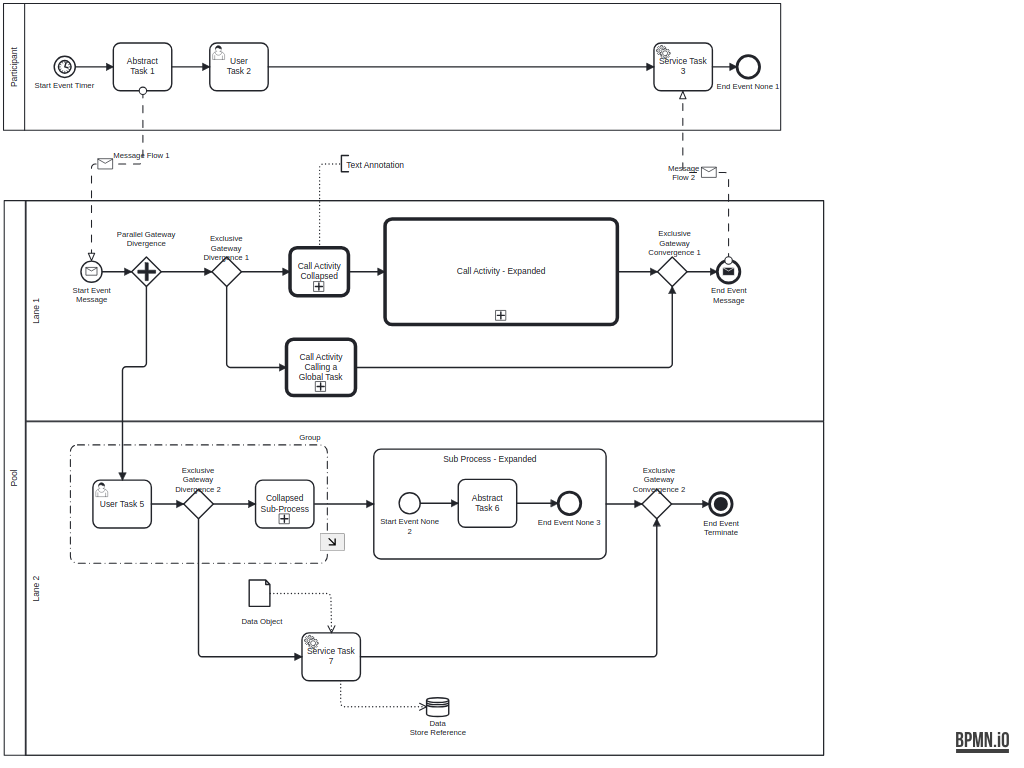 Participant
Start Event Timer
Abstract
Task 1
User
Task 2
Service Task
3
End Event None 1
Message Flow 1
Text Annotation
Message
Flow 2
Pool
Lane 1
Parallel Gateway
Divergence
Exclusive
Gateway
Divergence 1
Call Activity
Collapsed
Call Activity - Expanded
Exclusive
Gateway
Convergence 1
Start Event
Message
End Event
Message
Call Activity
Calling a
Global Task
Lane 2
Group
User Task 5
Exclusive
Gateway
Divergence 2
Collapsed
Sub-Process
Sub Process - Expanded
Start Event None
2
Abstract
Task 6
End Event None 3
Exclusive
Gateway
Convergence 2
End Event
Terminate
Data Object
Service Task
7
Data
Store Reference
BPMN.iO